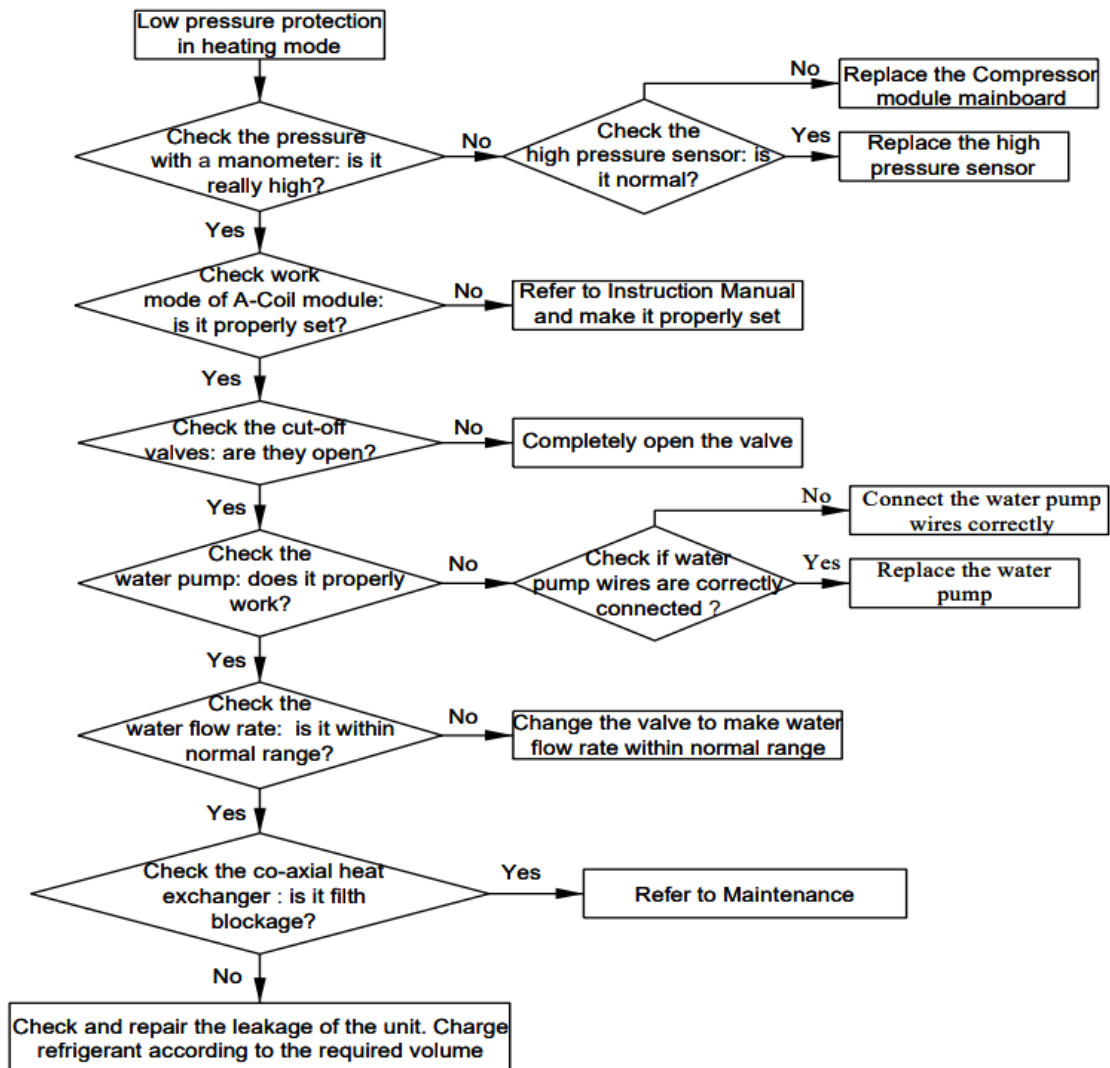 Low pressure protection
in heating mode
No
Replace the Compressor
module mainboard
Check the pressure
with a manometer: is it
really high?
No
Check the
high pressure sensor: is
it normal?
Yes
Replace the high
pressure sensor
Yes
Check work
mode of A-Coil module:
is it properly set?
No
Refer to Instruction Manual
and make it properly set
Yes
Check the cut-off
valves: are they open?
No
Completely open the valve
Yes
No
Connect the water pump
wires correctly
Check the
water pump: does it properly
work?
No
Check if water
pump wires are correctly
connected ?
Yes
Replace the water
pump
Yes
Check the
water flow rate: is it within
normal range?
No
Change the valve to make water
flow rate within normal range
Yes
Check the co-axial heat
exchanger : is it filth
blockage?
Yes
Refer to Maintenance
No
Check and repair the leakage of the unit. Charge
refrigerant according to the required volume